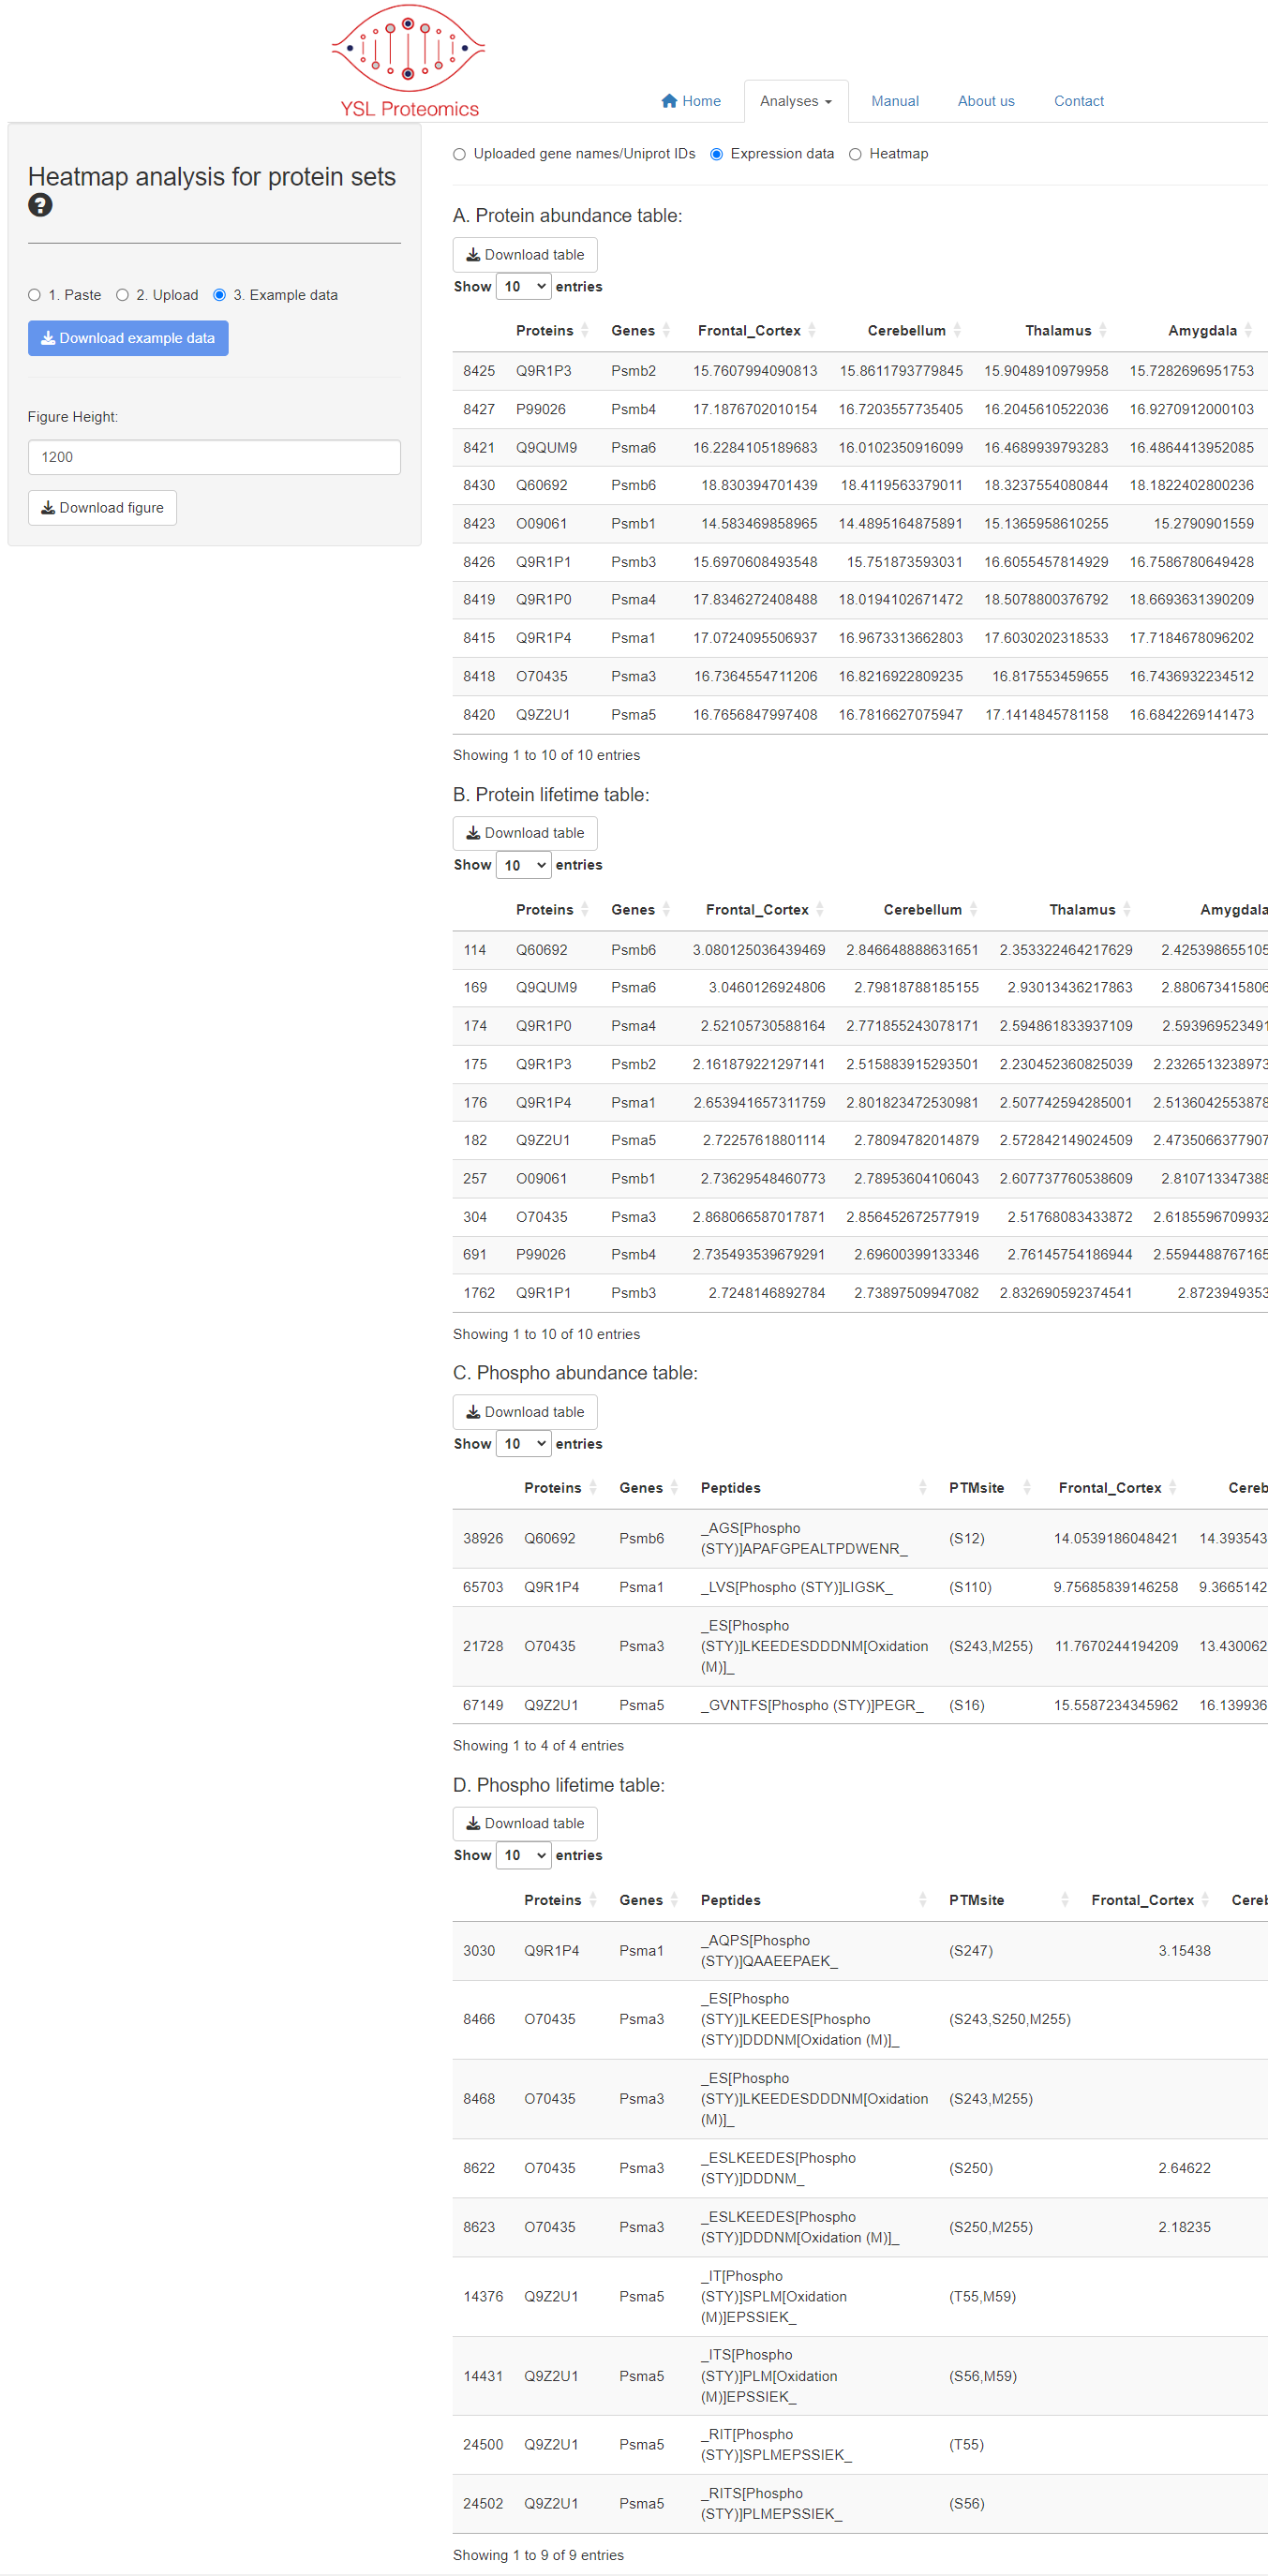 YSL Proteomics
Home Analyses Manual About us Contact
Heatmap analysis for protein sets
?
1. Paste 2. Upload 3. Example data
Download example data
Figure Height:
1200
Download figure
Uploaded gene names/Uniprot IDs Expression data Heatmap
A. Protein abundance table:
Download table
Show 10 entries
Proteins Genes Frontal_Cortex Cerebellum Thalamus Amygdala
8425 Q9R1P3 Psmb2 15.7607994090813 15.8611793779845 15.9048910979958 15.7282696951753
8427 P99026 Psmb4 17.1876702010154 16.7203557735405 16.2045610522036 16.9270912000103
8421 Q9QUM9 Psma6 16.2284105189683 16.0102350916099 16.4689939793283 16.4864413952085
8430 Q60692 Psmb6 18.830394701439 18.4119563379011 18.3237554080844 18.1822402800236
8423 O09061 Psmb1 14.583469858965 14.4895164875891 15.1365958610255 15.2790901559
8426 Q9R1P1 Psmb3 15.6970608493548 15.751873593031 16.6055457814929 16.7586780649428
8419 Q9R1P0 Psma4 17.8346272408488 18.0194102671472 18.5078800376792 18.6693631390209
8415 Q9R1P4 Psma1 17.0724095506937 16.9673313662803 17.6030202318533 17.7184678096202
8418 O70435 Psma3 16.7364554711206 16.8216922809235 16.817553459655 16.7436932234512
8420 Q9Z2U1 Psma5 16.7656847997408 16.7816627075947 17.1414845781158 16.6842269141473
Showing 1 to 10 of 10 entries
B. Protein lifetime table:
Download table
Show 10 entries
Proteins Genes Frontal_Cortex Cerebellum Thalamus Amygdala
114 Q60692 Psmb6 3.080125036439469 2.846648888631651 2.353322464217629 2.425398655105
169 Q9QUM9 Psma6 3.0460126924806 2.79818788185155 2.93013436217863 2.880673415806
174 Q9R1P0 Psma4 2.52105730588164 2.771855243078171 2.594861833937109 2.593969523491
175 Q9R1P3 Psmb2 2.161879221297141 2.515883915293501 2.230452360825039 2.2326513238973
176 Q9R1P4 Psma1 2.653941657311759 2.801823472530981 2.507742594285001 2.5136042553878
182 Q9Z2U1 Psma5 2.72257618801114 2.78094782014879 2.572842149024509 2.4735066377907
257 O09061 Psmb1 2.73629548460773 2.78953604106043 2.607737760538609 2.810713347388
304 O70435 Psma3 2.868066587017871 2.856452672577919 2.51768083433872 2.6185596709932
691 P99026 Psmb4 2.735493539679291 2.69600399133346 2.76145754186944 2.5594488767165
1762 Q9R1P1 Psmb3 2.7248146892784 2.73897509947082 2.832690592374541 2.8723949353
Showing 1 to 10 of 10 entries
C. Phospho abundance table:
Download table
Show 10 entries
Proteins Genes Peptides PTMsite Frontal_Cortex Cereb
_AGS[Phospho
38926 Q60692 Psmb6 (STY)]APAFGPEALTPDWENR_ (S12) 14.0539186048421 14.393543
65703 Q9R1P4 Psma1 _LVS[Phospho (STY)]LIGSK_ (S110) 9.75685839146258 9.3665142
_ES[Phospho
21728 O70435 Psma3 (STY)]LKEEDESDDDNM[Oxidation (S243,M255) 11.7670244194209 13.430062
(M)]_
67149 Q9Z2U1 Psma5 _GVNTFS[Phospho (STY)]PEGR_ (S16) 15.5587234345962 16.139936
Showing 1 to 4 of 4 entries
D. Phospho lifetime table:
Download table
Show 10 entries
Proteins Genes Peptides PTMsite Frontal_Cortex Cereb
_AQPS[Phospho
3030 Q9R1P4 Psma1 (STY)]QAAEEPAEK_ (S247) 3.15438
_ES[Phospho
8466 O70435 Psma3 (STY)]LKEEDES[Phospho (S243,S250,M255)
(STY)]DDDNM[Oxidation (M)]_
_ES[Phospho
8468 O70435 Psma3 (STY)]LKEEDESDDDNM[Oxidation (S243,M255)
(M)]_
_ESLKEEDES[Phospho
8622 O70435 Psma3 (STY)]DDDNM_ (S250) 2.64622
_ESLKEEDES[Phospho
8623 O70435 Psma3 (STY)]DDDNM[Oxidation (M)]_ (S250,M255) 2.18235
_IT[Phospho
14376 Q9Z2U1 Psma5 (STY)]SPLM[Oxidation (T55,M59)
(M)]EPSSIEK_
_ITS[Phospho
14431 Q9Z2U1 Psma5 (STY)]PLM[Oxidation (S56,M59)
(M)]EPSSIEK_
_RIT[Phospho
24500 Q9Z2U1 Psma5 (STY)]SPLMEPSSIEK_ (T55)
_RITS[Phospho
24502 Q9Z2U1 Psma5 (STY)]PLMEPSSIEK_ (S56)
Showing 1 to 9 of 9 entries